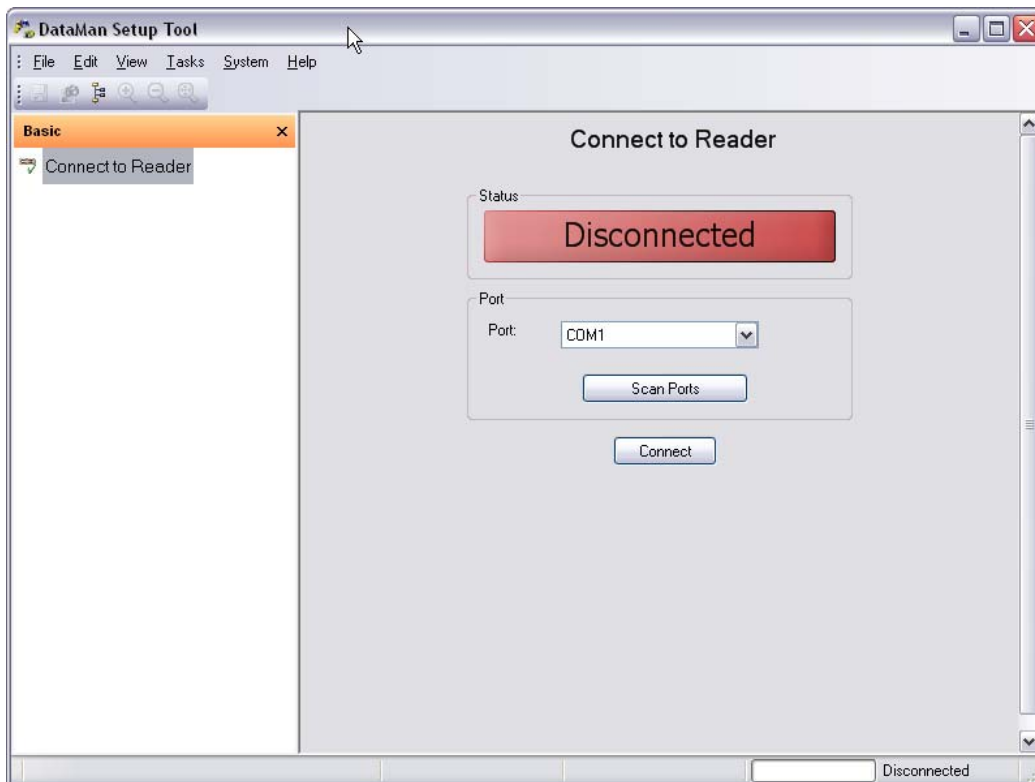 DataMan Setup Tool
File Edit View Tasks System Help
Basic
Connect to Reader
Connect to Reader
Status
Disconnected
Port
Port: COM1
Scan Ports
Connect
Disconnected